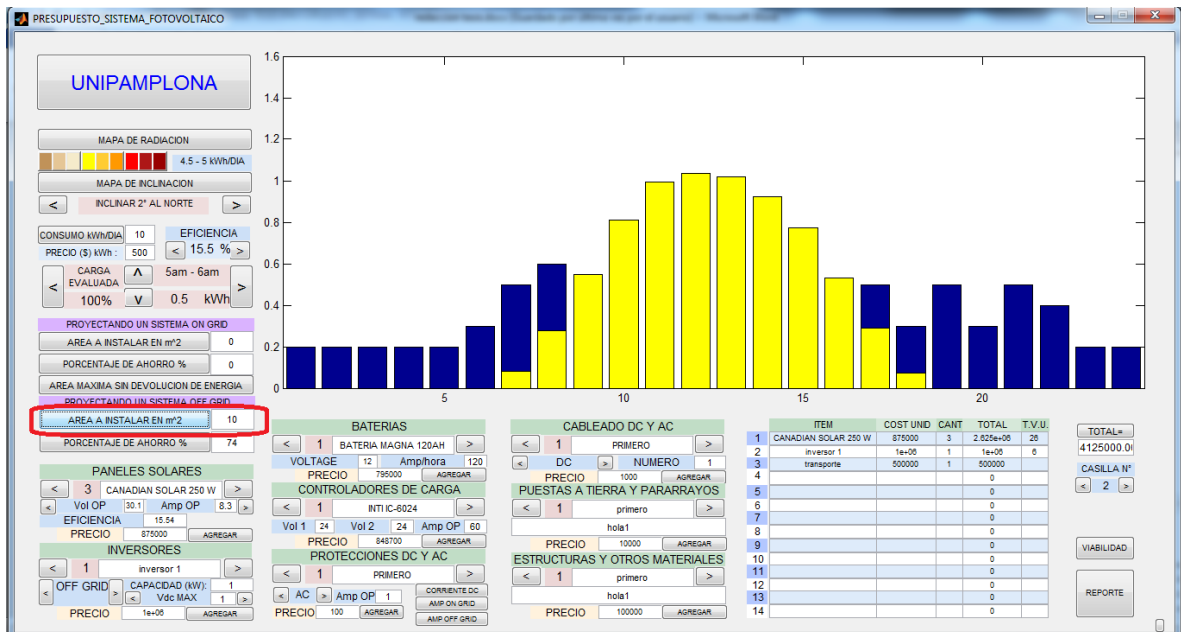 PRESUPUESTO_SISTEMA_FOTOVOLTAICO
UNIPAMPLONA
MAPA DE RADIACION
4.5 - 5 kWh/DIA
MAPA DE INCLINACION
< INCLINAR 2° AL NORTE >
CONSUMO kWh/DIA 10 EFICIENCIA
PRECIO ($) kWh : 500 < 15.5 % >
CARGA EVALUADA ^ 5am - 6am
< 100% V 0.5 kWh >
PROYECTANDO UN SISTEMA ON GRID
AREA A INSTALAR EN m^2 0
PORCENTAJE DE AHORRO % 0
AREA MAXIMA SIN DEVOLUCION DE ENERGIA
PROYECTANDO UN SISTEMA OFF GRID
AREA A INSTALAR EN m^2 10
PORCENTAJE DE AHORRO % 74
PANELES SOLARES
< 3 CANADIAN SOLAR 250 W >
< Vol OP 30.1 Amp OP 8.3 >
EFICIENCIA 15.54
PRECIO 875000 AGREGAR
INVERSORES
< 1 inversor 1 >
< OFF GRID > CAPACIDAD (kW): 1
< Vdc MAX 1 >
PRECIO 1e+06 AGREGAR
1.6
1.4
1.2
1
0.8
0.6
0.4
0.2
0
5 10 15 20
BATERIAS
< 1 BATERIA MAGNA 120AH >
VOLTAGE 12 Amp/hora 120
PRECIO 795000 AGREGAR
CONTROLADORES DE CARGA
< 1 INTI IC-6024 >
Vol 1 24 Vol 2 24 Amp OP 60
PRECIO 848700 AGREGAR
PROTECCIONES DC Y AC
< 1 PRIMERO >
< AC > Amp OP 1 CORRIENTE DC
AMP ON GRID
PRECIO 100 AGREGAR AMP OFF GRID
CABLEADO DC Y AC
< 1 PRIMERO >
< DC > NUMERO 1
PRECIO 1000 AGREGAR
PUESTAS A TIERRA Y PARARRAYOS
< 1 primero >
hola1
PRECIO 10000 AGREGAR
ESTRUCTURAS Y OTROS MATERIALES
< 1 primero >
hola1
PRECIO 100000 AGREGAR
ITEM COST UNID CANT TOTAL T.V.U.
1 CANADIAN SOLAR 250 W 875000 3 2.625e+06 26
2 inversor 1 1e+06 1 1e+06 6
3 transporte 500000 1 500000
4 0
5 0
6 0
7 0
8 0
9 0
10 0
11 0
12 0
13 0
14 0
TOTAL=
4125000.0
CASILLA N°
< 2 >
VIABILIDAD
REPORTE